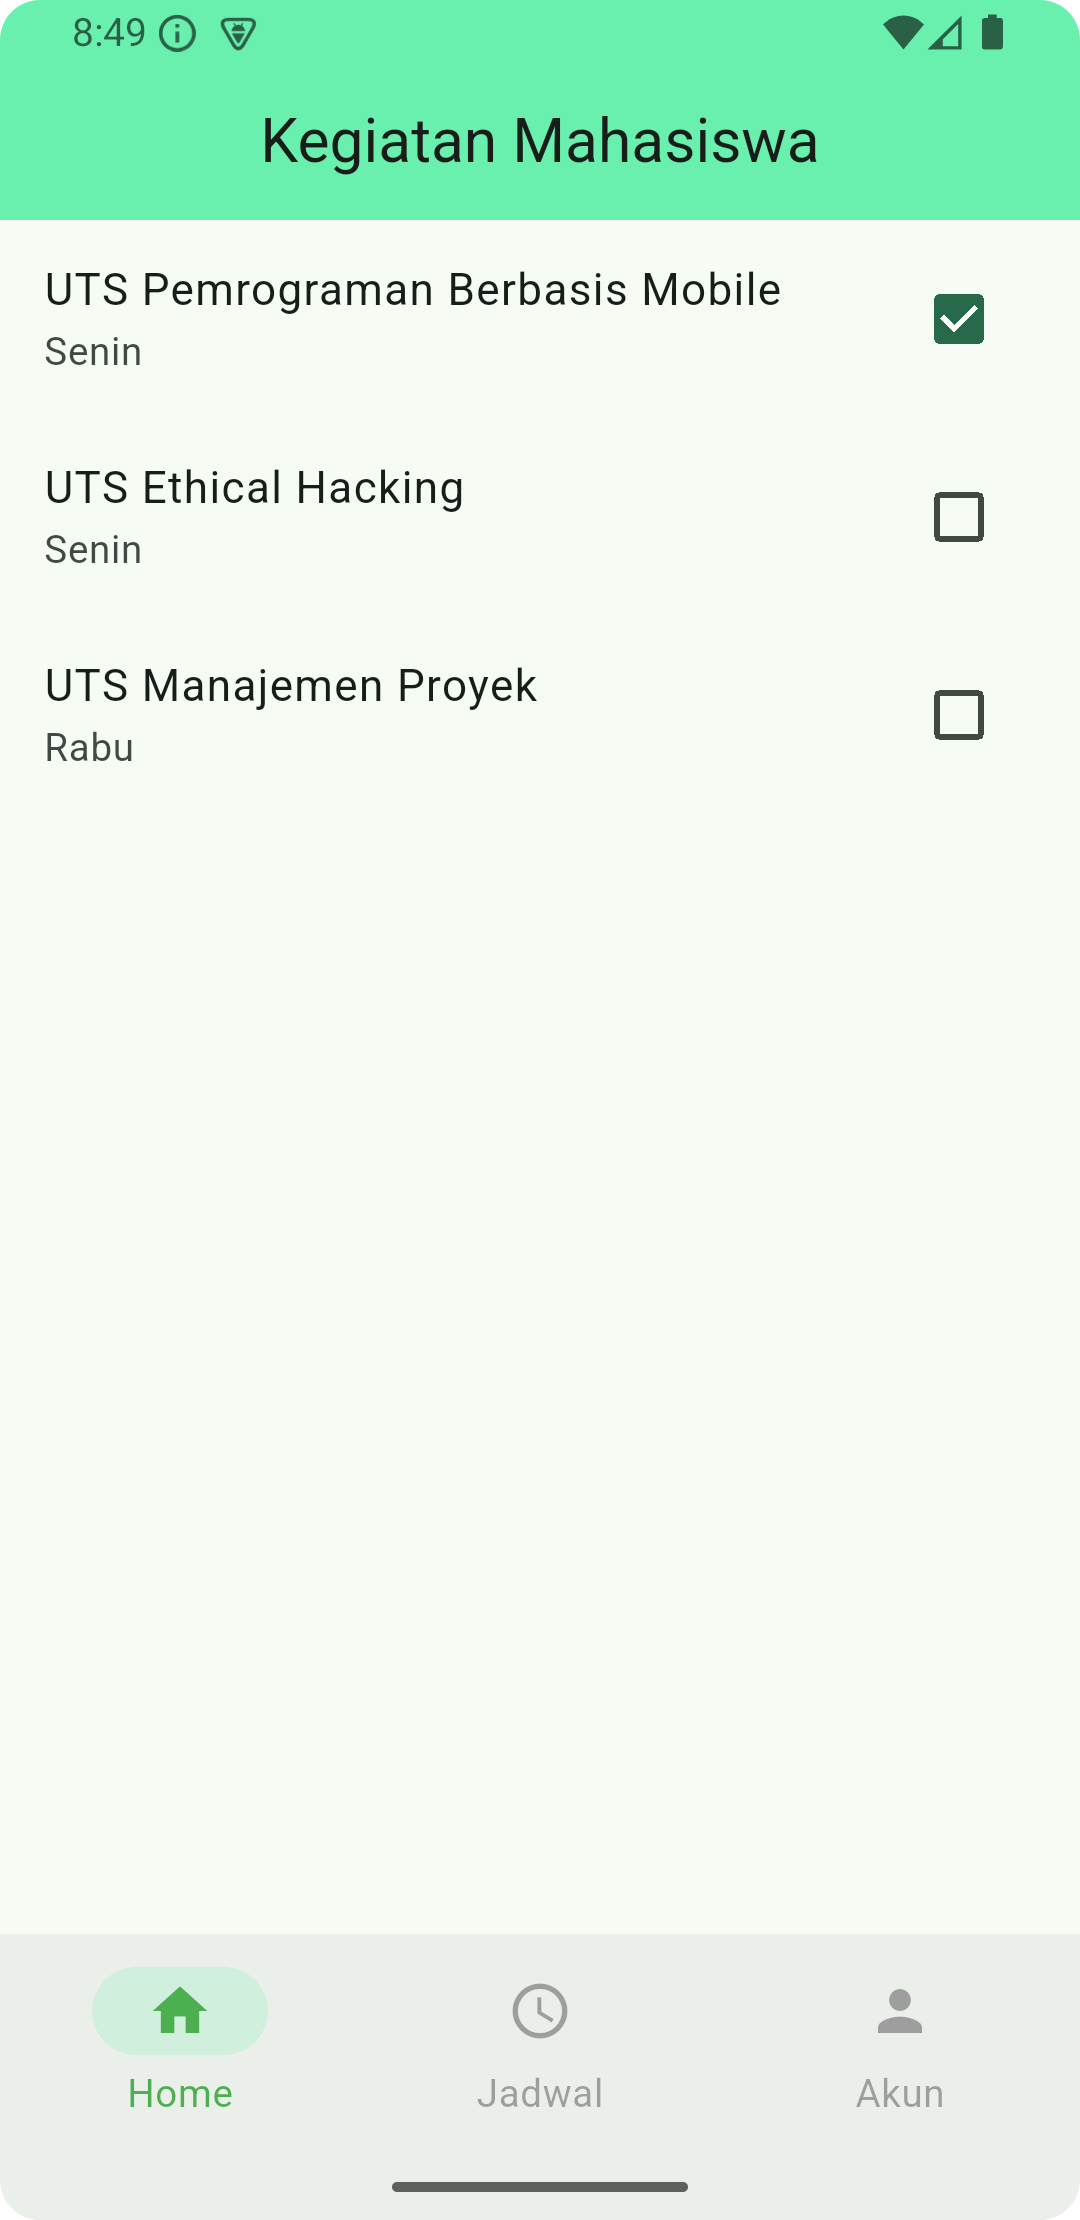 8:49
Kegiatan Mahasiswa
UTS Pemrograman Berbasis Mobile
Senin
UTS Ethical Hacking
Senin
UTS Manajemen Proyek
Rabu
Home Jadwal Akun